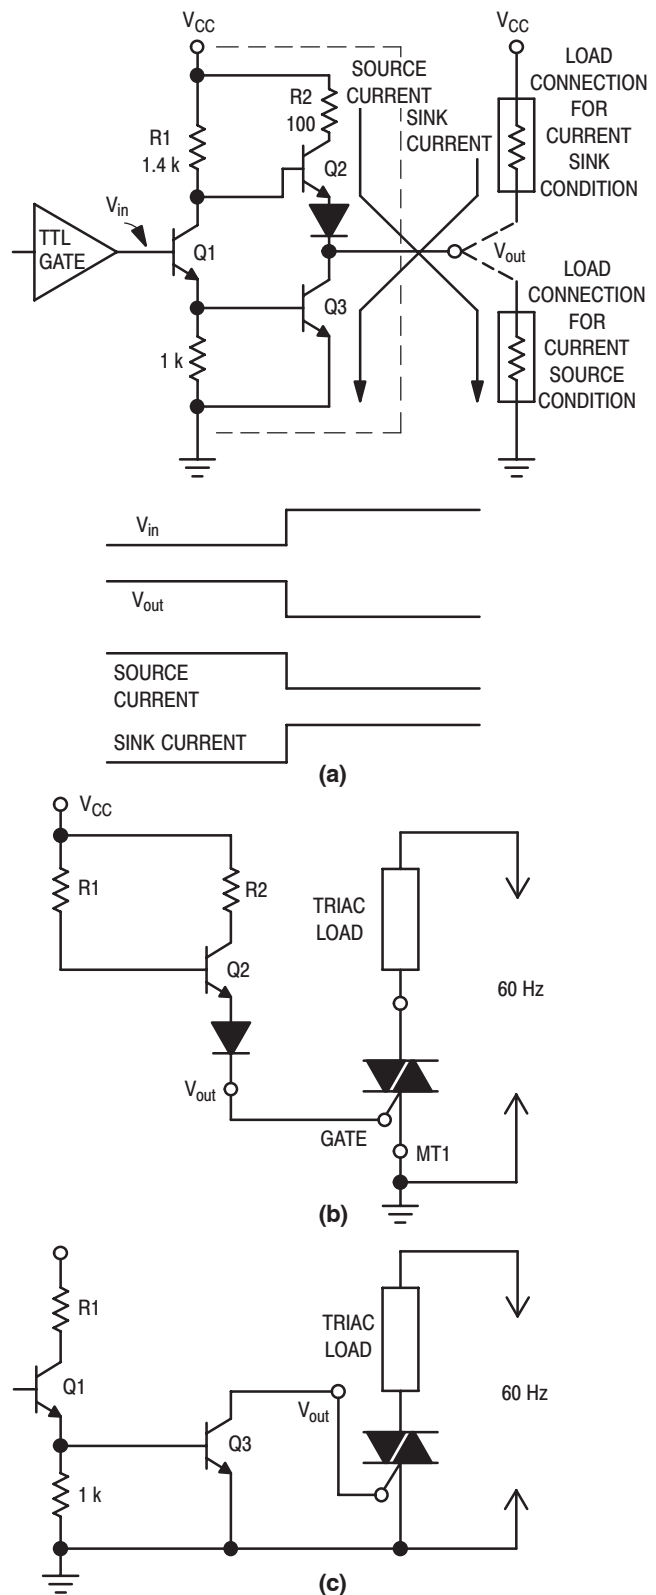 VCC
VCC
SOURCE
CURRENT
LOAD
CONNECTION
FOR
CURRENT
SINK
CONDITION
R2
100
SINK
CURRENT
R1
1.4 k
Q2
Vin
TTL
GATE
Q1
Vout
Q3
LOAD
CONNECTION
FOR
CURRENT
SOURCE
CONDITION
1 k
Vin
Vout
SOURCE
CURRENT
SINK CURRENT
(a)
VCC
R1
R2
TRIAC
LOAD
Q2
60 Hz
Vout
GATE
MT1
(b)
R1
TRIAC
LOAD
Q1
Vout
60 Hz
Q3
1 k
(c)